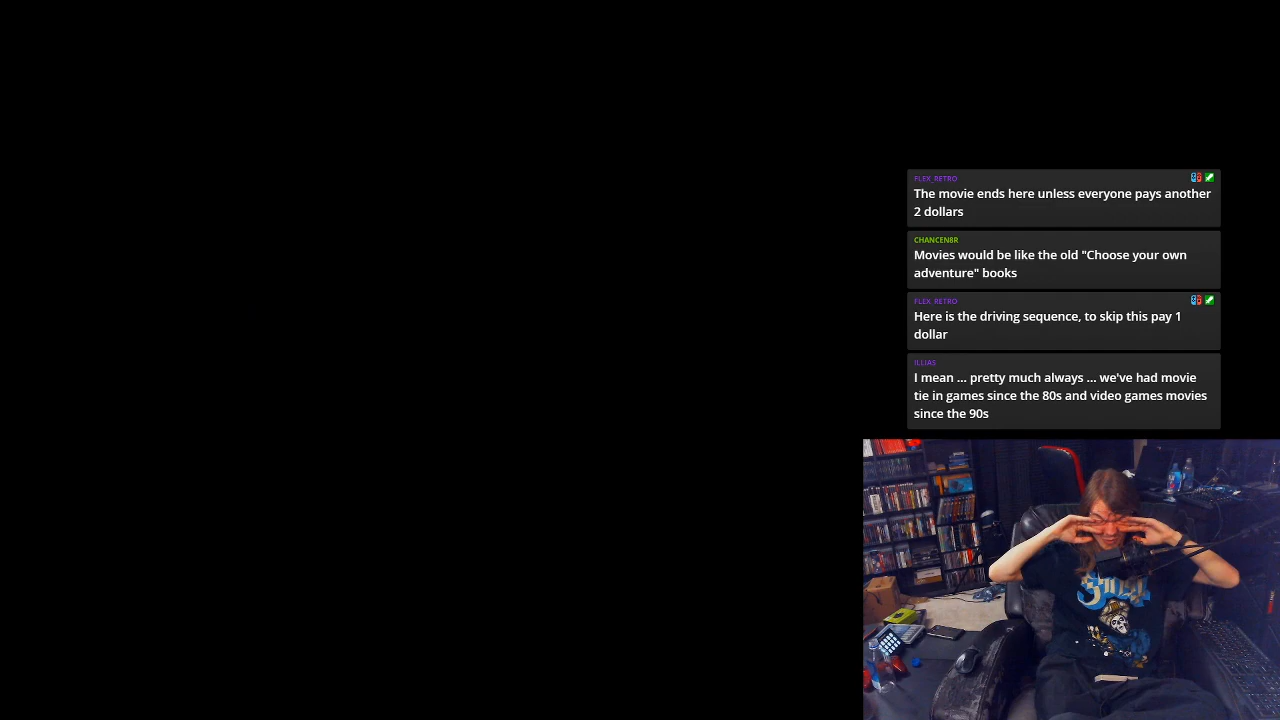 FLEX_RETRO
The movie ends here unless everyone pays another
2 dollars
CHANCEN8R
Movies would be like the old "Choose your own
adventure" books
FLEX_RETRO
Here is the driving sequence, to skip this pay 1
dollar
ILLIAS
I mean ... pretty much always ... we've had movie
tie in games since the 80s and video games movies
since the 90s